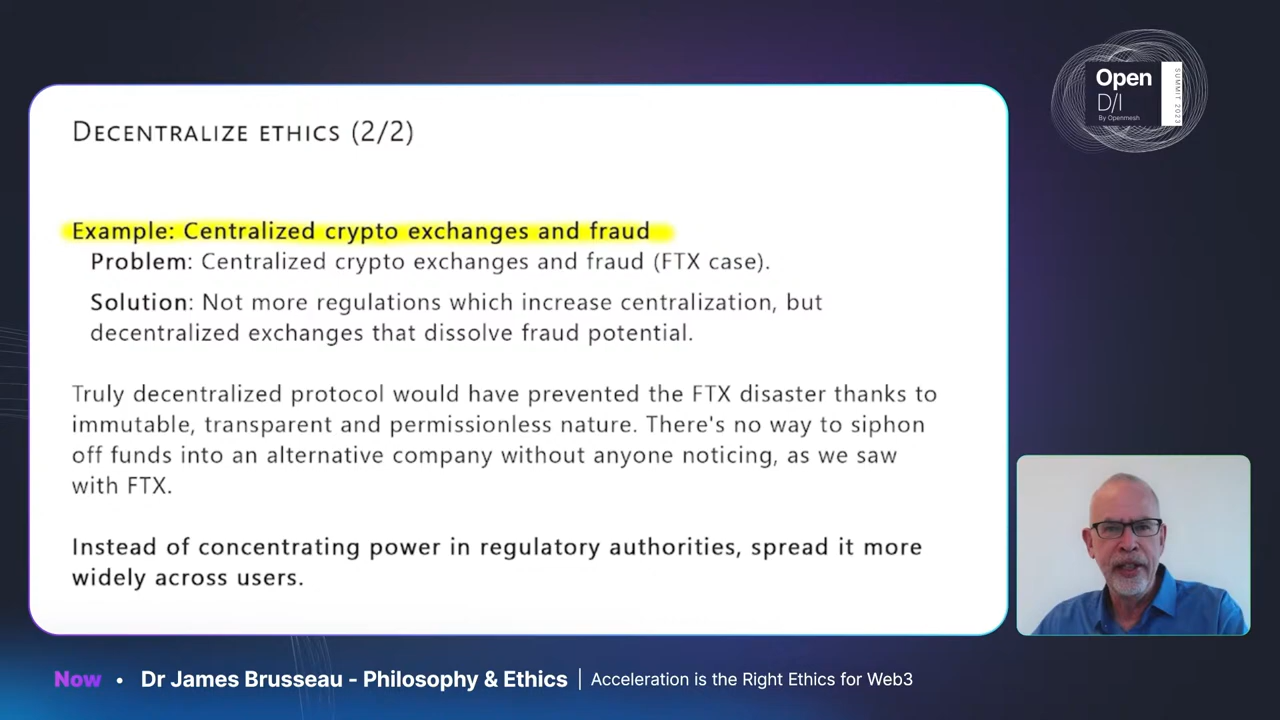 Open
D/I
By Openmesh
SUMMIT 2023
DECENTRALIZE ETHICS (2/2)
Example: Centralized crypto exchanges and fraud
Problem: Centralized crypto exchanges and fraud (FTX case).
Solution: Not more regulations which increase centralization, but
decentralized exchanges that dissolve fraud potential.
Truly decentralized protocol would have prevented the FTX disaster thanks to
immutable, transparent and permissionless nature. There's no way to siphon
off funds into an alternative company without anyone noticing, as we saw
with FTX.
Instead of concentrating power in regulatory authorities, spread it more
widely across users.
Now • Dr James Brusseau - Philosophy & Ethics | Acceleration is the Right Ethics for Web3